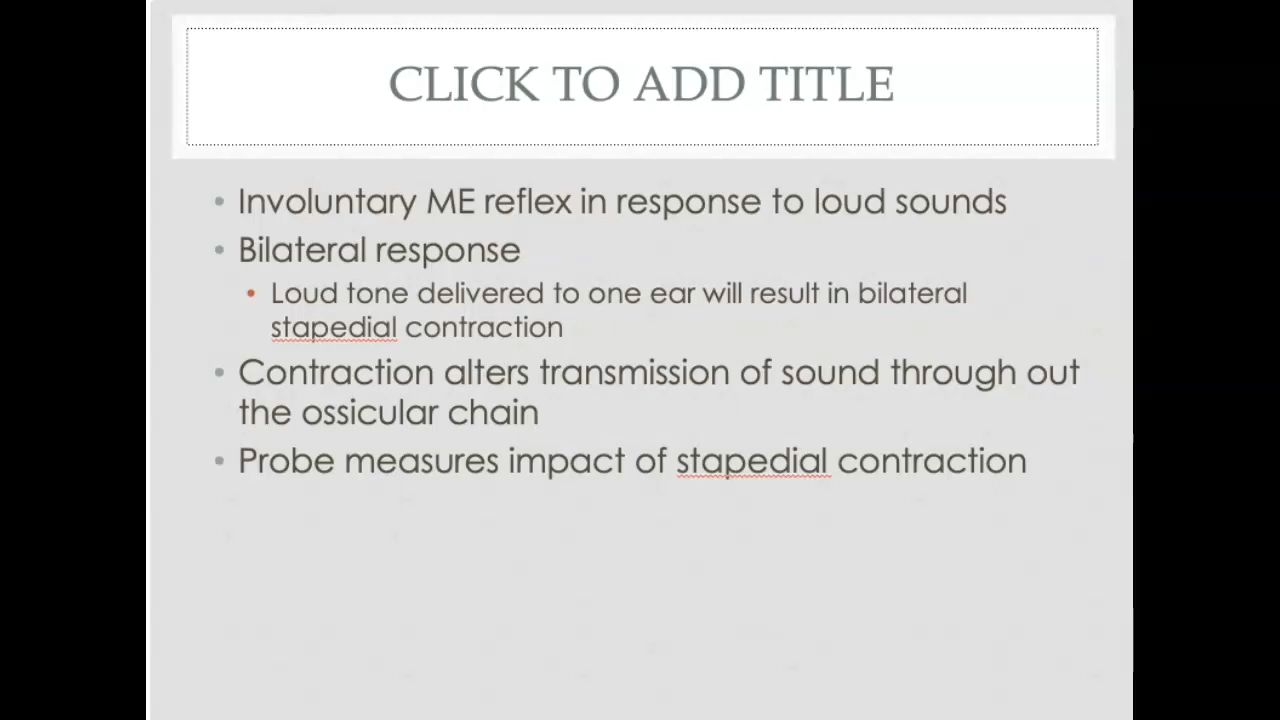 CLICK TO ADD TITLE
• Involuntary ME reflex in response to loud sounds
• Bilateral response
• Loud tone delivered to one ear will result in bilateral
stapedial contraction
• Contraction alters transmission of sound through out
the ossicular chain
• Probe measures impact of stapedial contraction